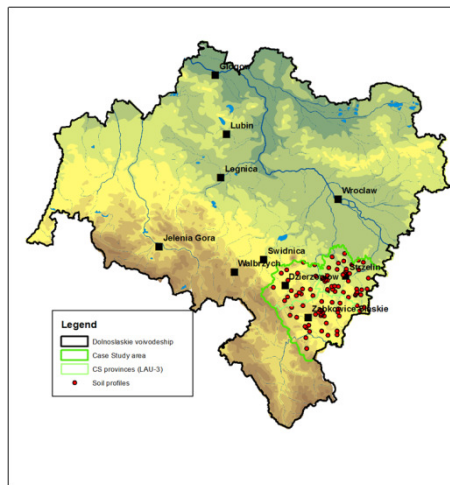 Glogow
Lubin
Legnica
Wroclaw
Jelenia Gora
Swidnica
Walbrzych
Strzelin
Dzierzoniow
Zabkowice Slaskie
Legend
Dolnoslaskie voivodeship
Case Study area
CS provinces (LAU-3)
Soil profiles